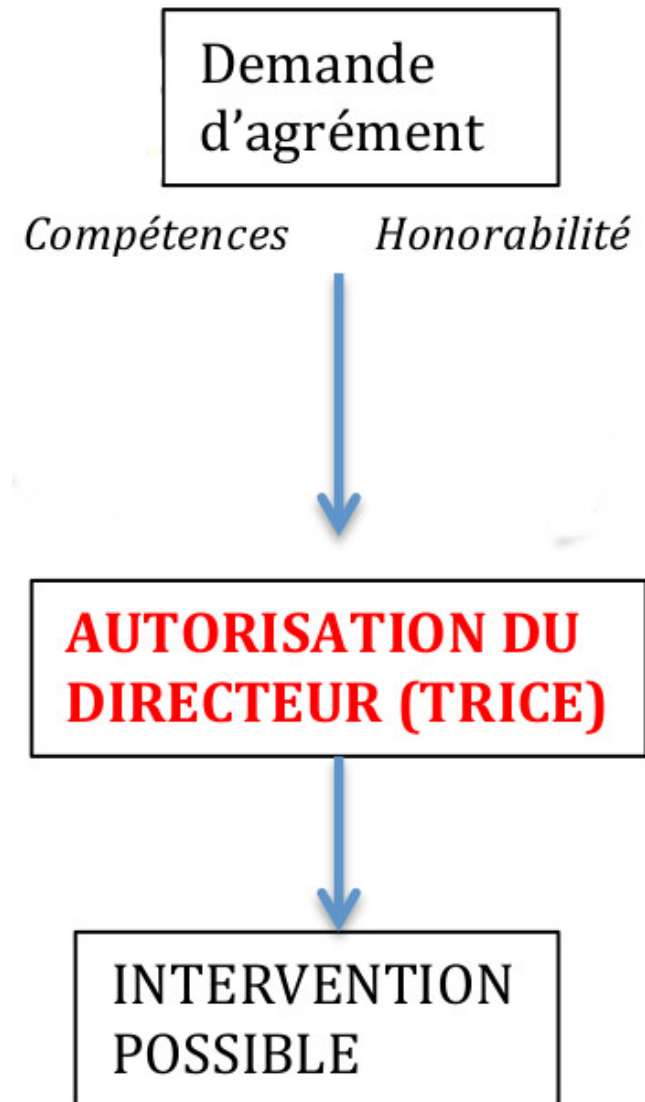 Demande
d’agrément
Compétences Honorabilité
AUTORISATION DU
DIRECTEUR (TRICE)
INTERVENTION
POSSIBLE